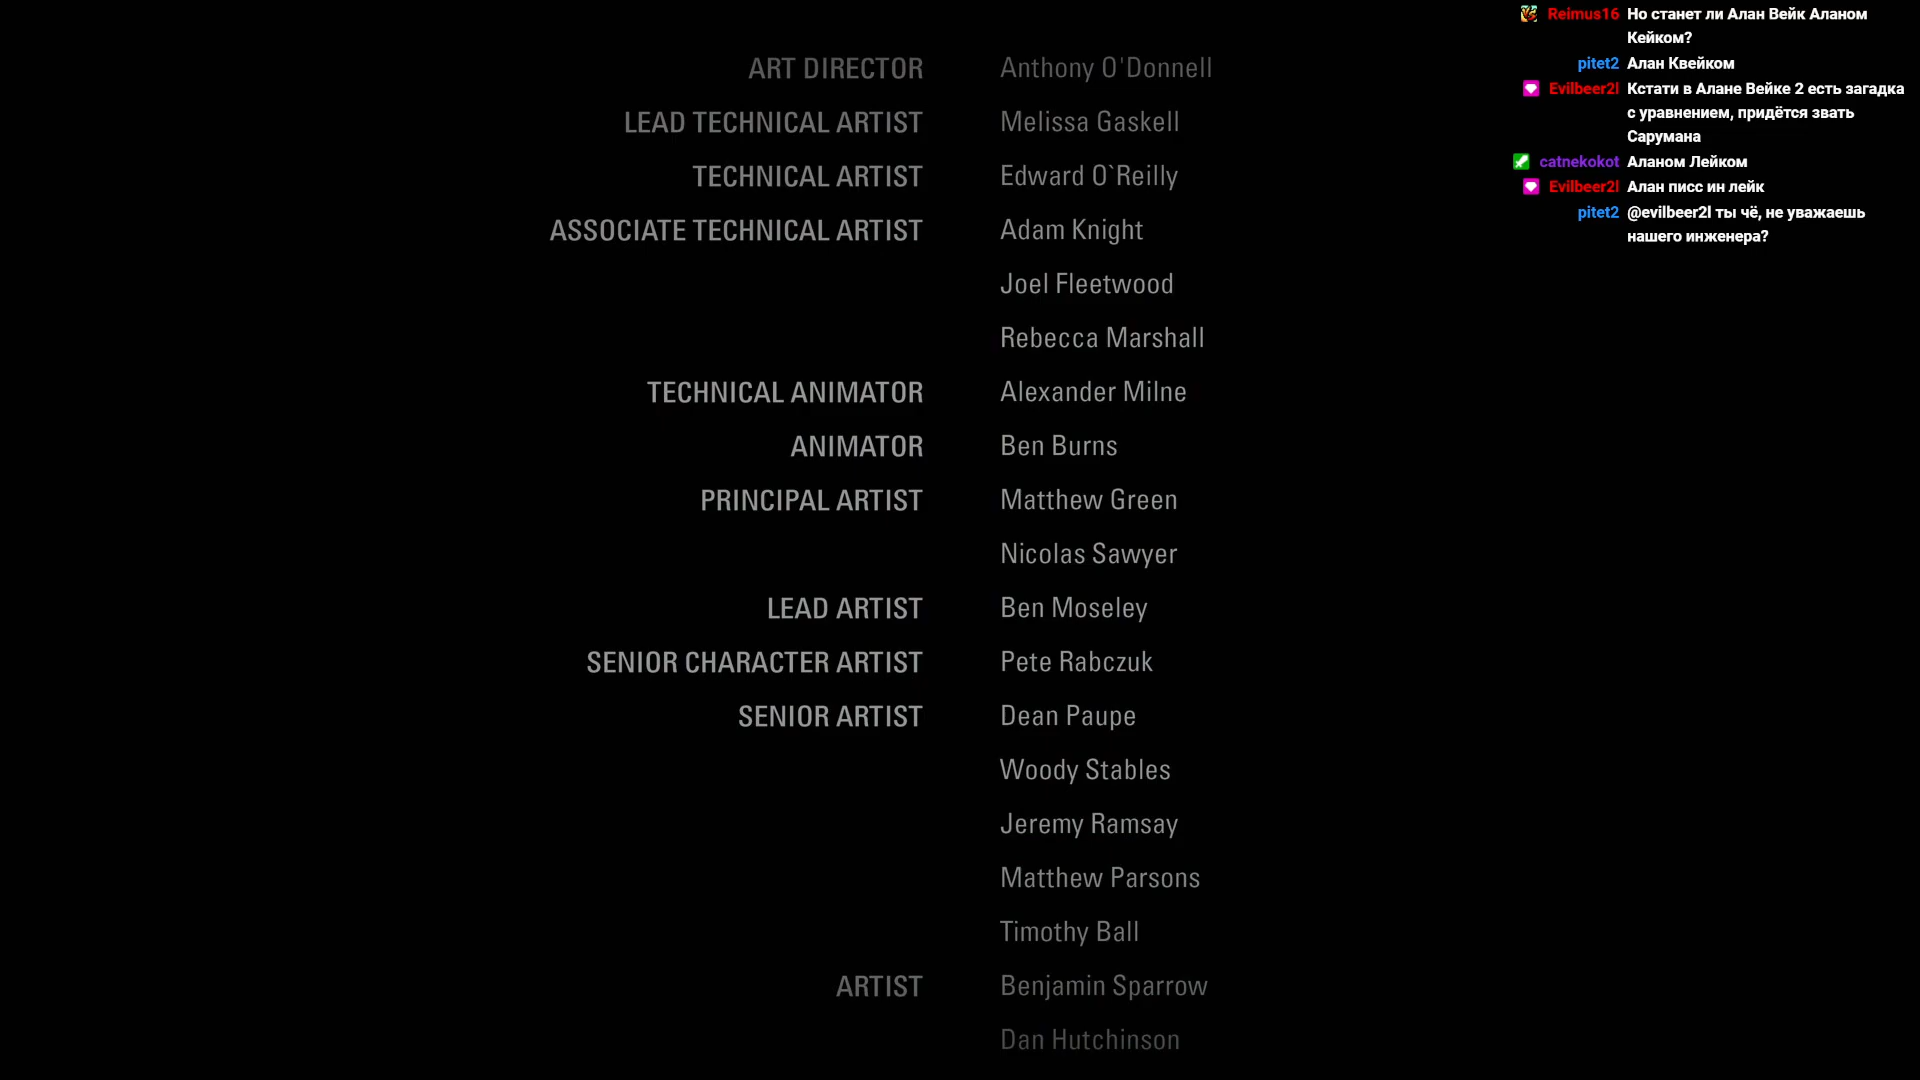 ART DIRECTOR Anthony O'Donnell
LEAD TECHNICAL ARTIST Melissa Gaskell
TECHNICAL ARTIST Edward O`Reilly
ASSOCIATE TECHNICAL ARTIST Adam Knight
Joel Fleetwood
Rebecca Marshall
TECHNICAL ANIMATOR Alexander Milne
ANIMATOR Ben Burns
PRINCIPAL ARTIST Matthew Green
Nicolas Sawyer
LEAD ARTIST Ben Moseley
SENIOR CHARACTER ARTIST Pete Rabczuk
SENIOR ARTIST Dean Paupe
Woody Stables
Jeremy Ramsay
Matthew Parsons
Timothy Ball
ARTIST Benjamin Sparrow
Dan Hutchinson
Reimus16 Но станет ли Алан Вейк Аланом
Кейком?
pitet2 Алан Квейком
Evilbeer2l Кстати в Алане Вейке 2 есть загадка
с уравнением, придётся звать
Сарумана
catnekokot Аланом Лейком
Evilbeer2l Алан писс ин лейк
pitet2 @evilbeer2l ты чё, не уважаешь
нашего инженера?